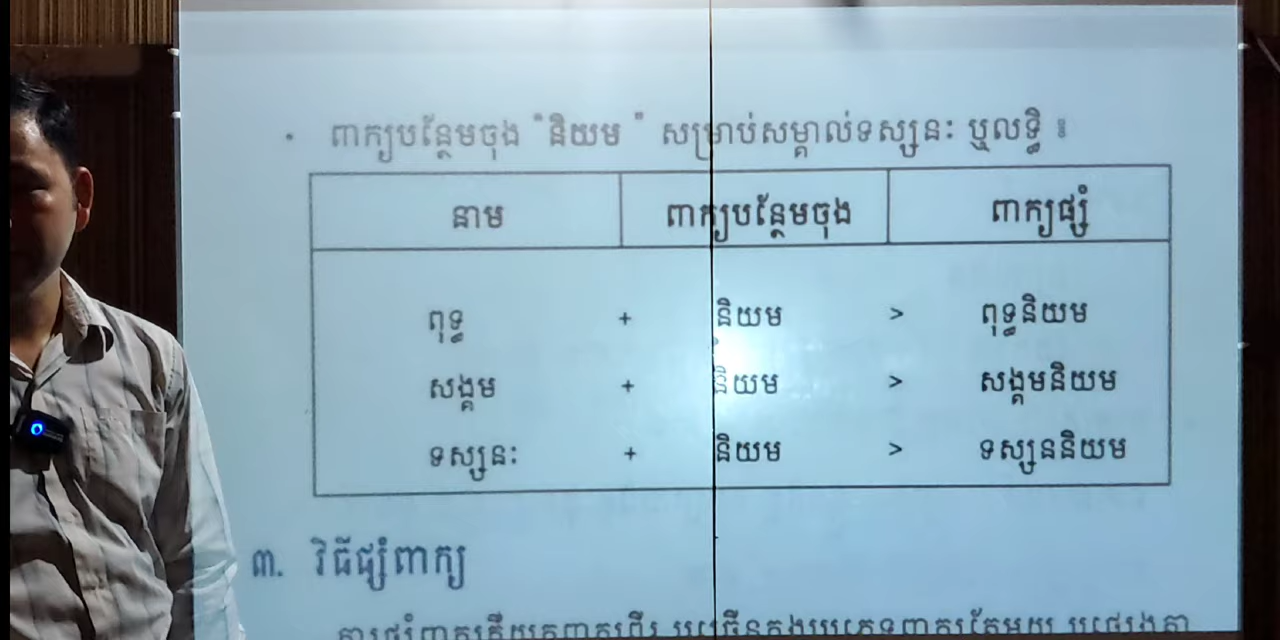 • ពាក្យបន្ថែមចុង "និយម" សម្រាប់សម្គាល់ទស្សនៈ ឬលទ្ធិ ៖
នាម ពាក្យបន្ថែមចុង ពាក្យផ្សំ
ពុទ្ធ + និយម > ពុទ្ធនិយម
សង្គម + និយម > សង្គមនិយម
ទស្សនៈ + និយម > ទស្សននិយម
៣. វិធីផ្សំពាក្យ